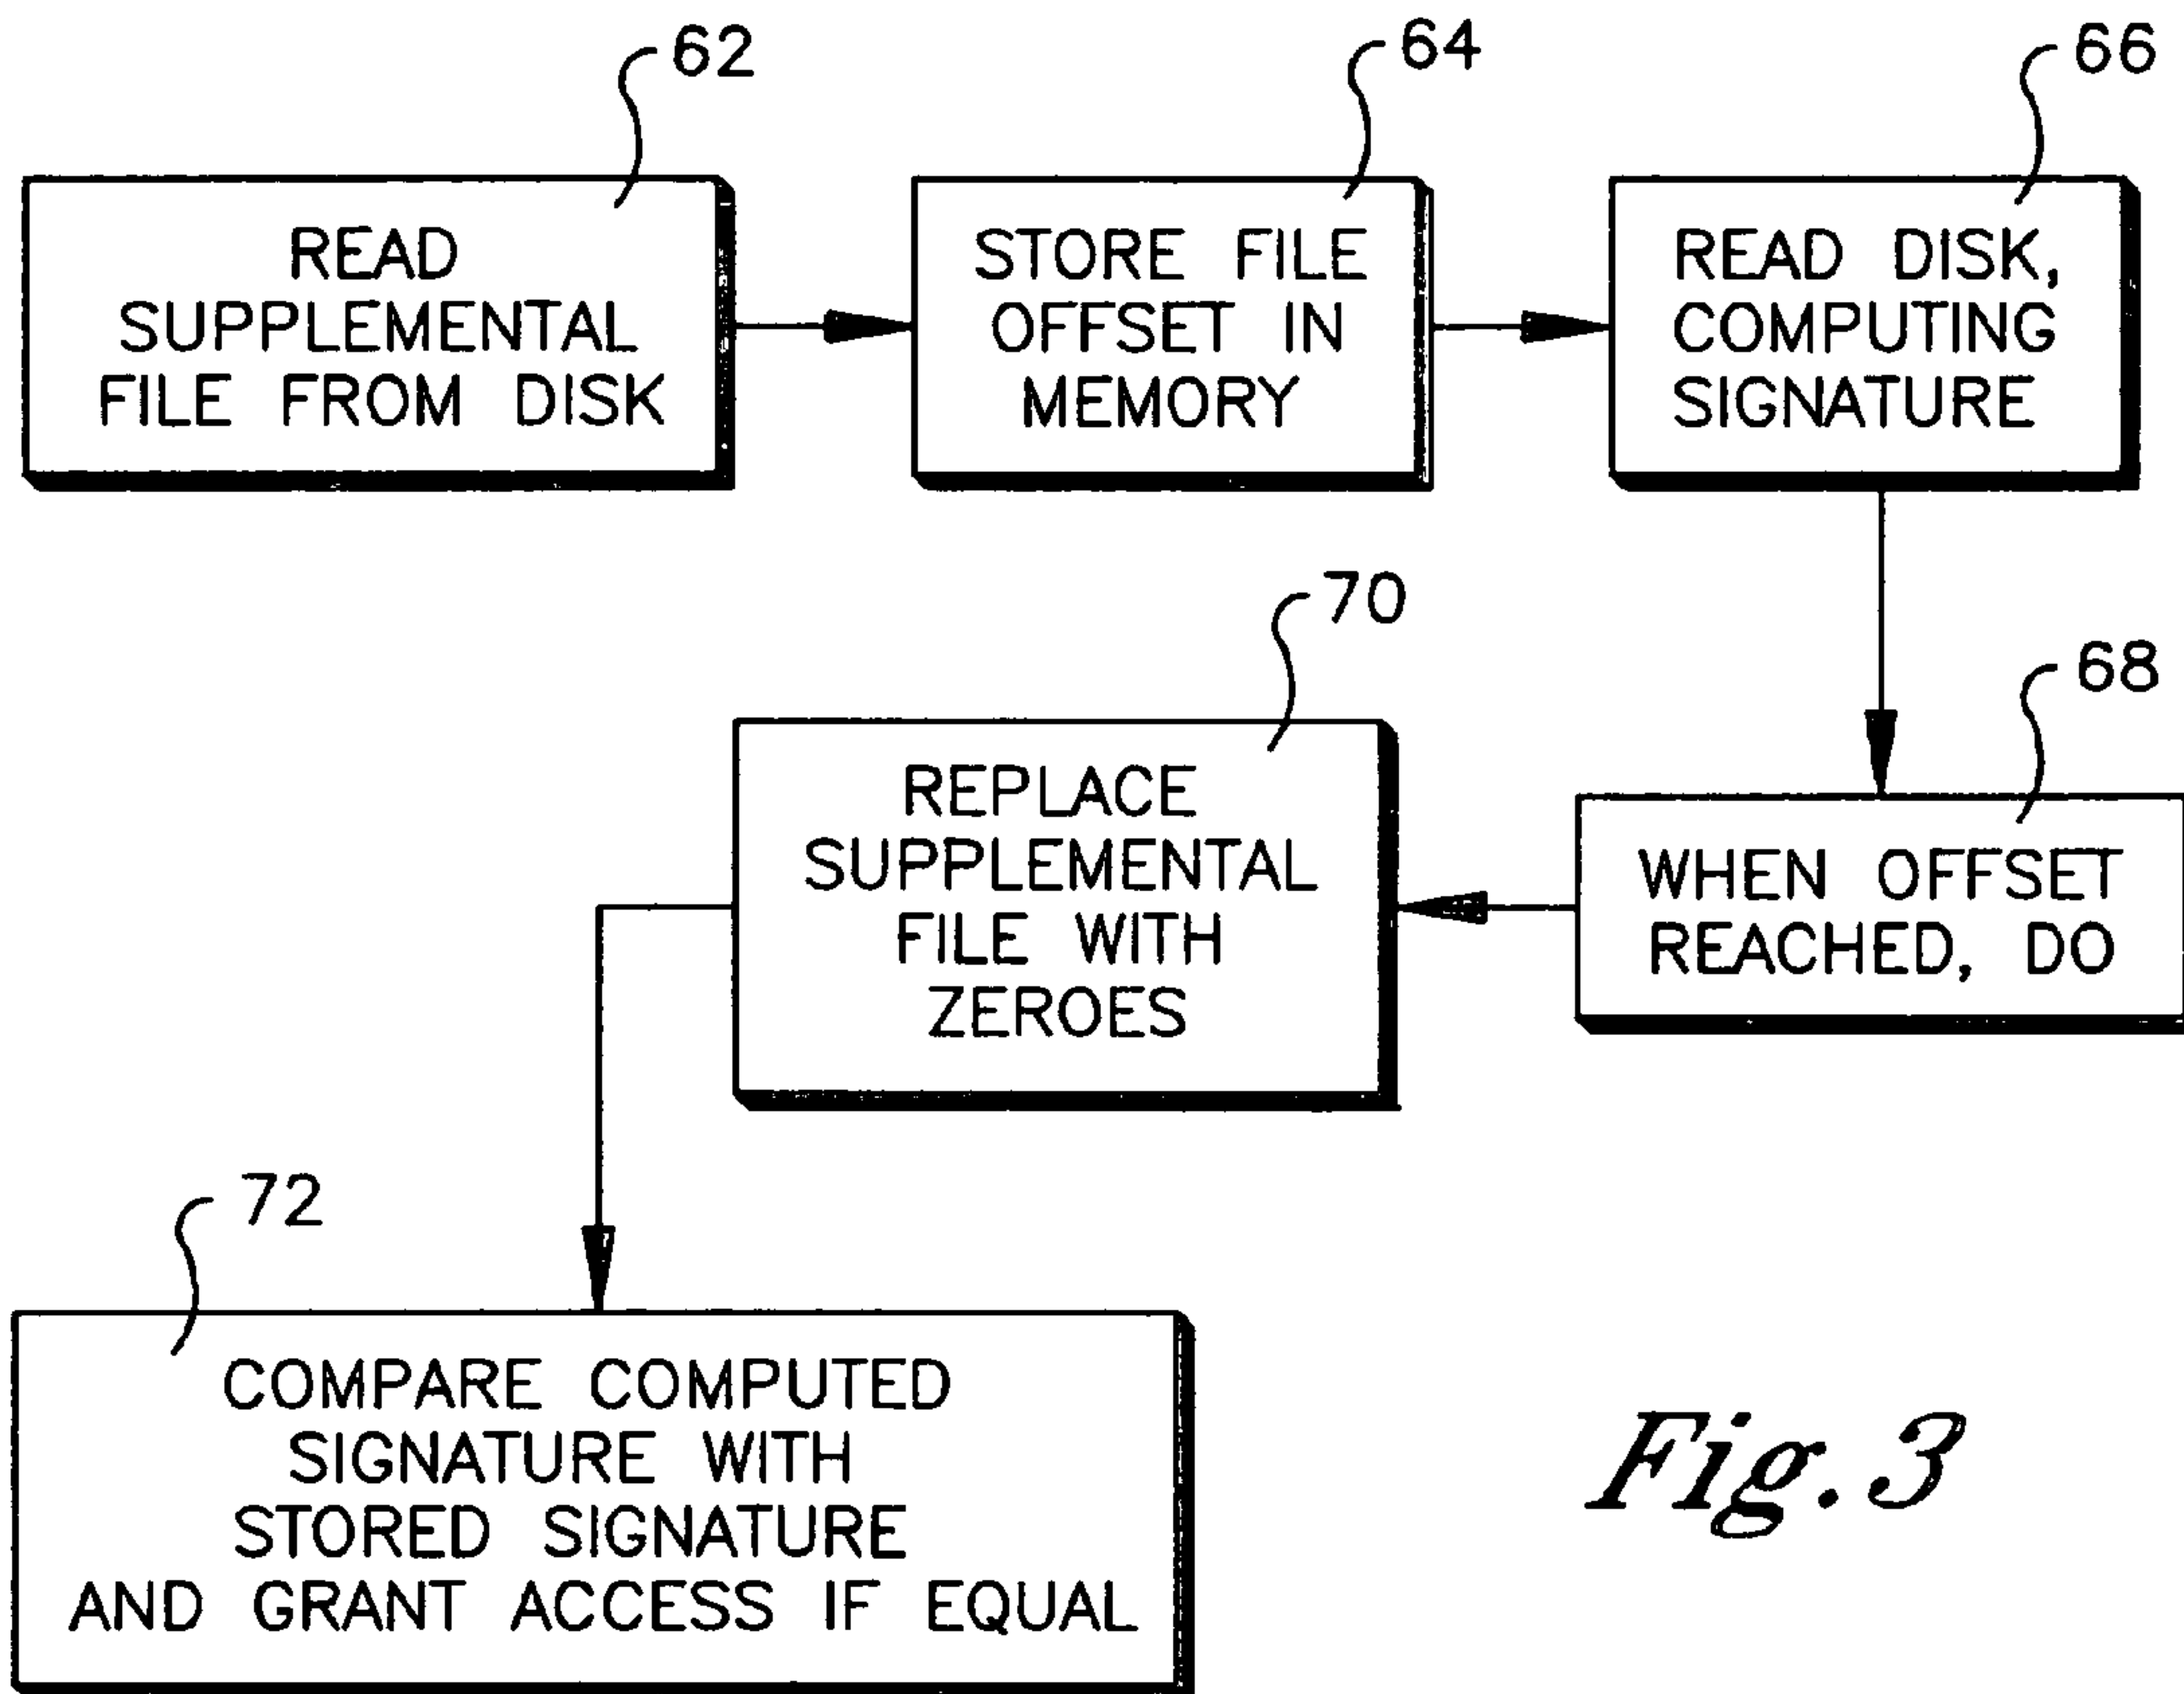 62
READ
SUPPLEMENTAL
FILE FROM DISK
64
STORE FILE
OFFSET IN
MEMORY
66
READ DISK,
COMPUTING
SIGNATURE
68
WHEN OFFSET
REACHED, DO
70
REPLACE
SUPPLEMENTAL
FILE WITH
ZEROES
72
COMPARE COMPUTED
SIGNATURE WITH
STORED SIGNATURE
AND GRANT ACCESS IF EQUAL
Fig. 3